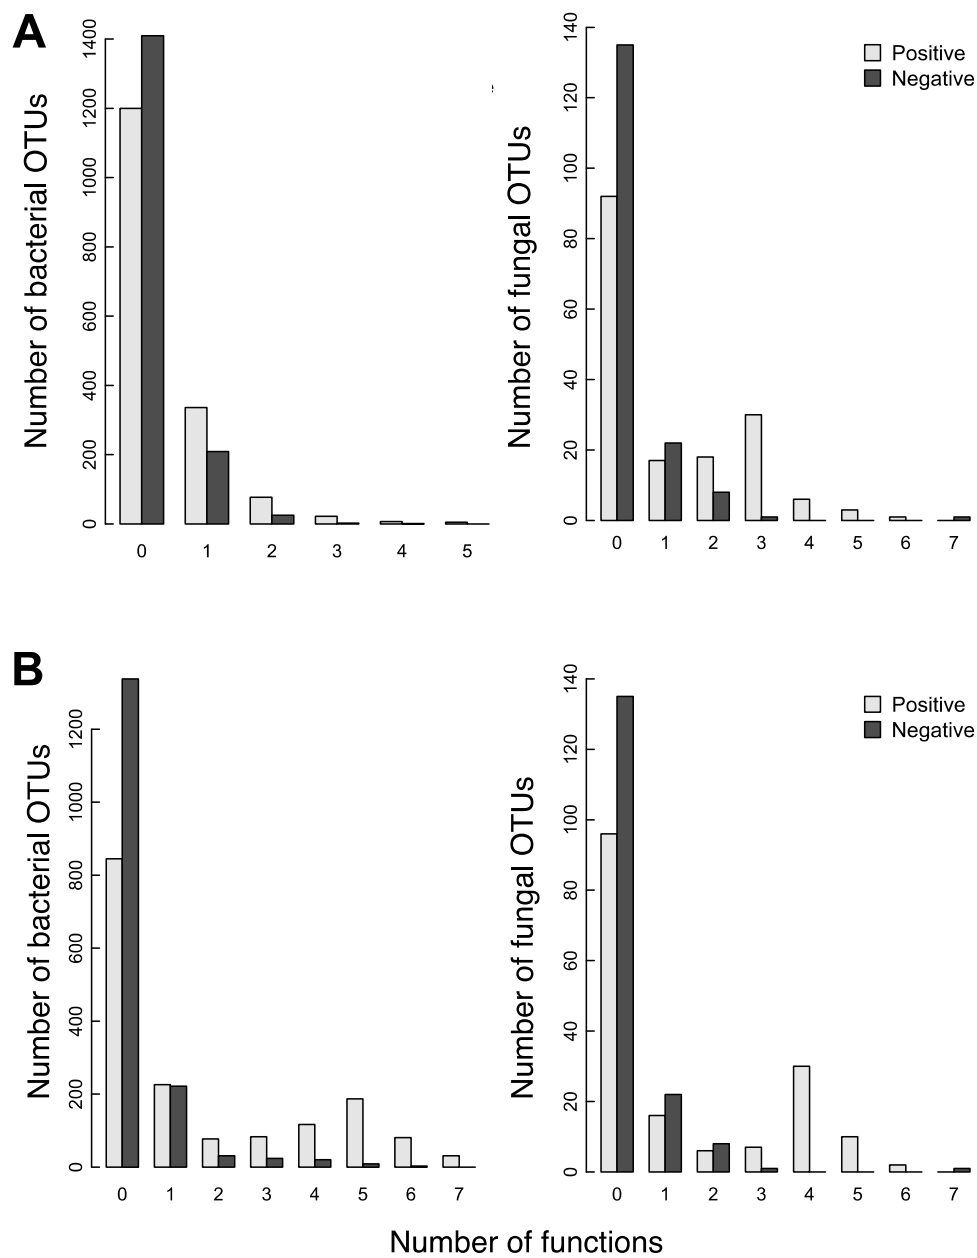 A
Number of bacterial OTUs
0
200
400
600
800
1000
1200
1400
0 1 2 3 4 5
Number of fungal OTUs
0
20
40
60
80
100
120
140
0 1 2 3 4 5 6 7
Positive
Negative
B
Number of bacterial OTUs
0
200
400
600
800
1000
1200
0 1 2 3 4 5 6 7
Number of fungal OTUs
0
20
40
60
80
100
120
140
0 1 2 3 4 5 6 7
Positive
Negative
Number of functions